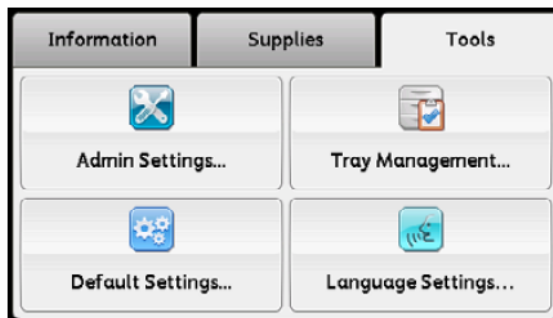 Information
Supplies
Tools
Admin Settings...
Tray Management...
Default Settings...
Language Settings...